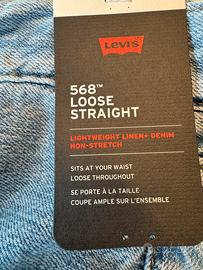 Levi's
568™
LOOSE
STRAIGHT
LIGHTWEIGHT LINEN+ DENIM
NON-STRETCH
SITS AT YOUR WAIST
LOOSE THROUGHOUT
SE PORTE À LA TAILLE
COUPE AMPLE SUR L'ENSEMBLE